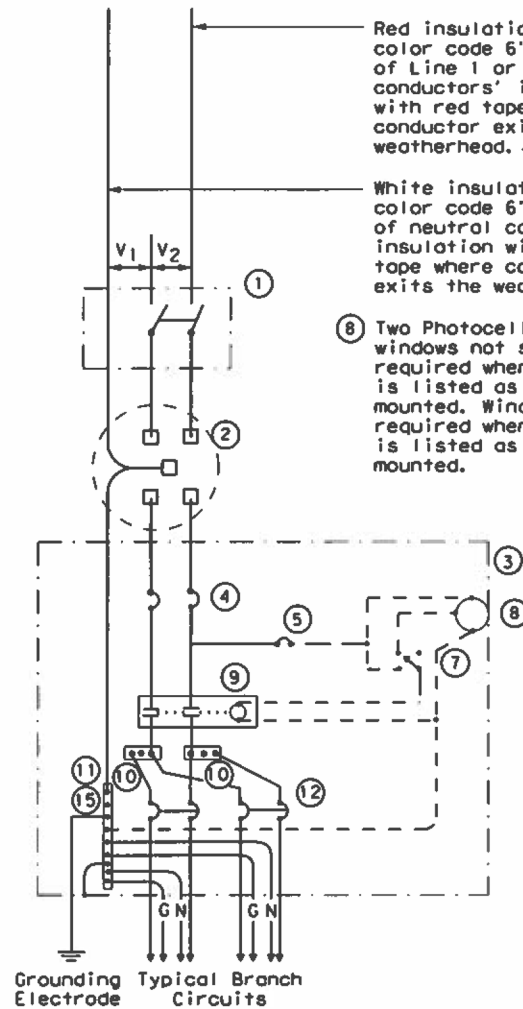 Red insulatio
color code 6"
of Line 1 or
conductors' i
with red tape
conductor exi
weatherhead.
White insulat
color code 6"
of neutral co
insulation wi
tape where co
exits the wea
V1 V2
1
8 Two Photocell
windows not s
required when
is listed as
mounted. Wind
required when
is listed as
mounted.
2
3
4
5
8
7
9
11
10
10
15
12
G N G N
Grounding
Electrode
Typical Branch
Circuits